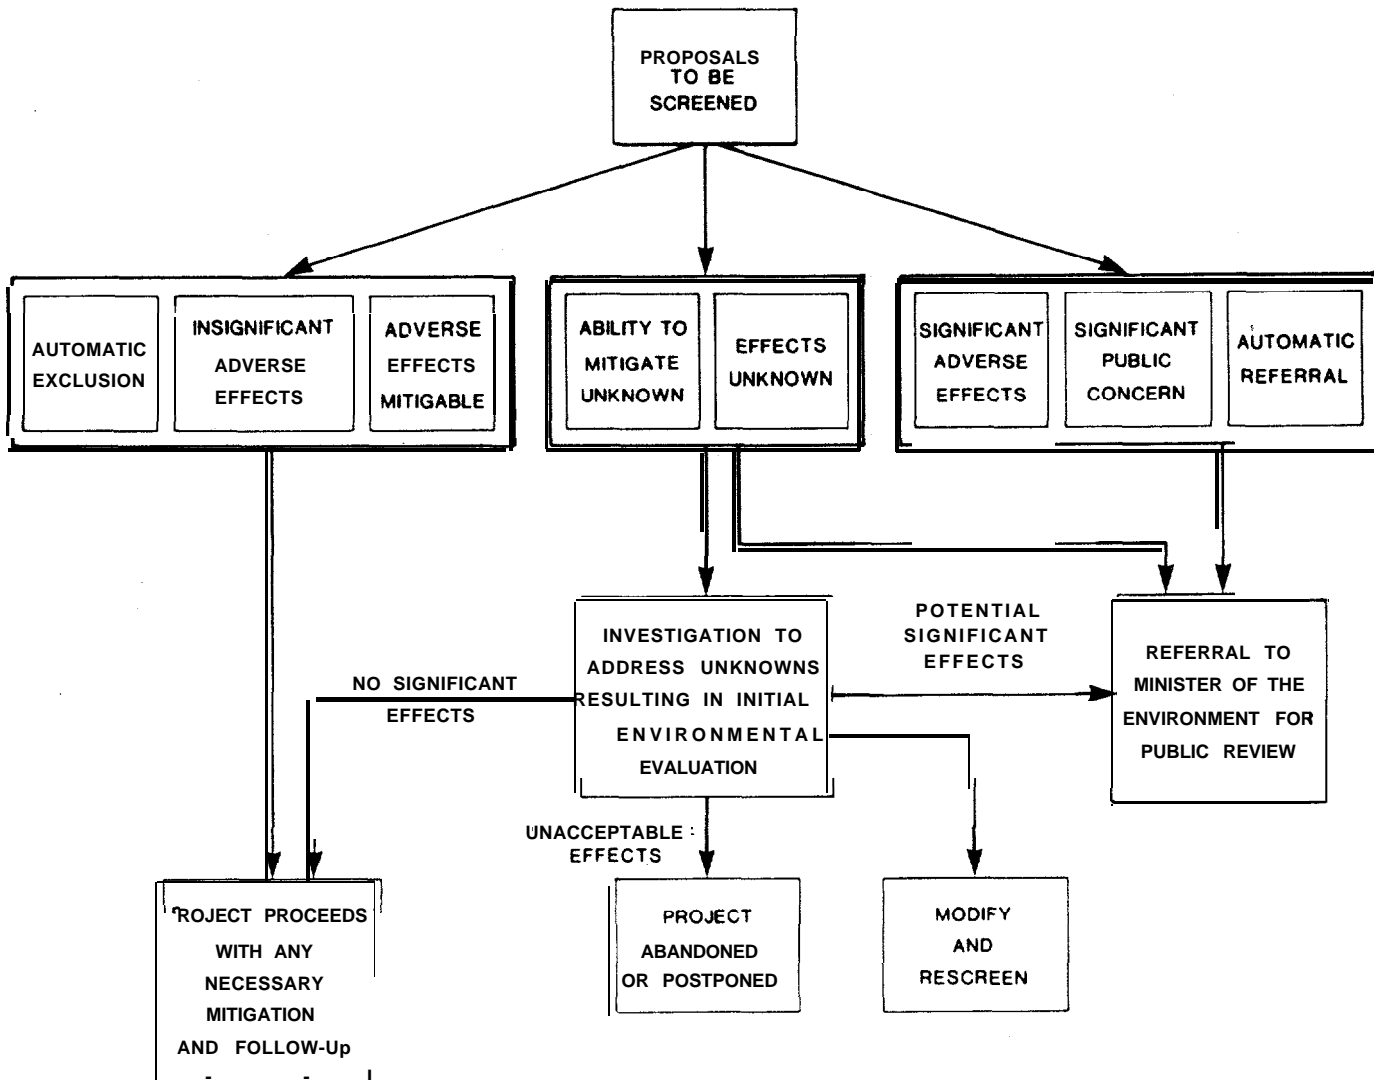 PROPOSALS
TO BE
SCREENED
AUTOMATIC
EXCLUSION
INSIGNIFICANT
ADVERSE
EFFECTS
ADVERSE
EFFECTS
MITIGABLE
ABILITY TO
MITIGATE
UNKNOWN
EFFECTS
UNKNOWN
SIGNIFICANT
ADVERSE
EFFECTS
SIGNIFICANT
PUBLIC
CONCERN
AUTOMATIC
REFERRAL
INVESTIGATION TO
ADDRESS UNKNOWNS
RESULTING IN INITIAL
ENVIRONMENTAL
EVALUATION
POTENTIAL
SIGNIFICANT
EFFECTS
REFERRAL TO
MINISTER OF THE
ENVIRONMENT FOR
PUBLIC REVIEW
NO SIGNIFICANT
EFFECTS
UNACCEPTABLE
EFFECTS
ROJECT PROCEEDS
WITH ANY
NECESSARY
MITIGATION
AND FOLLOW-Up
PROJECT
ABANDONED
OR POSTPONED
MODIFY
AND
RESCREEN